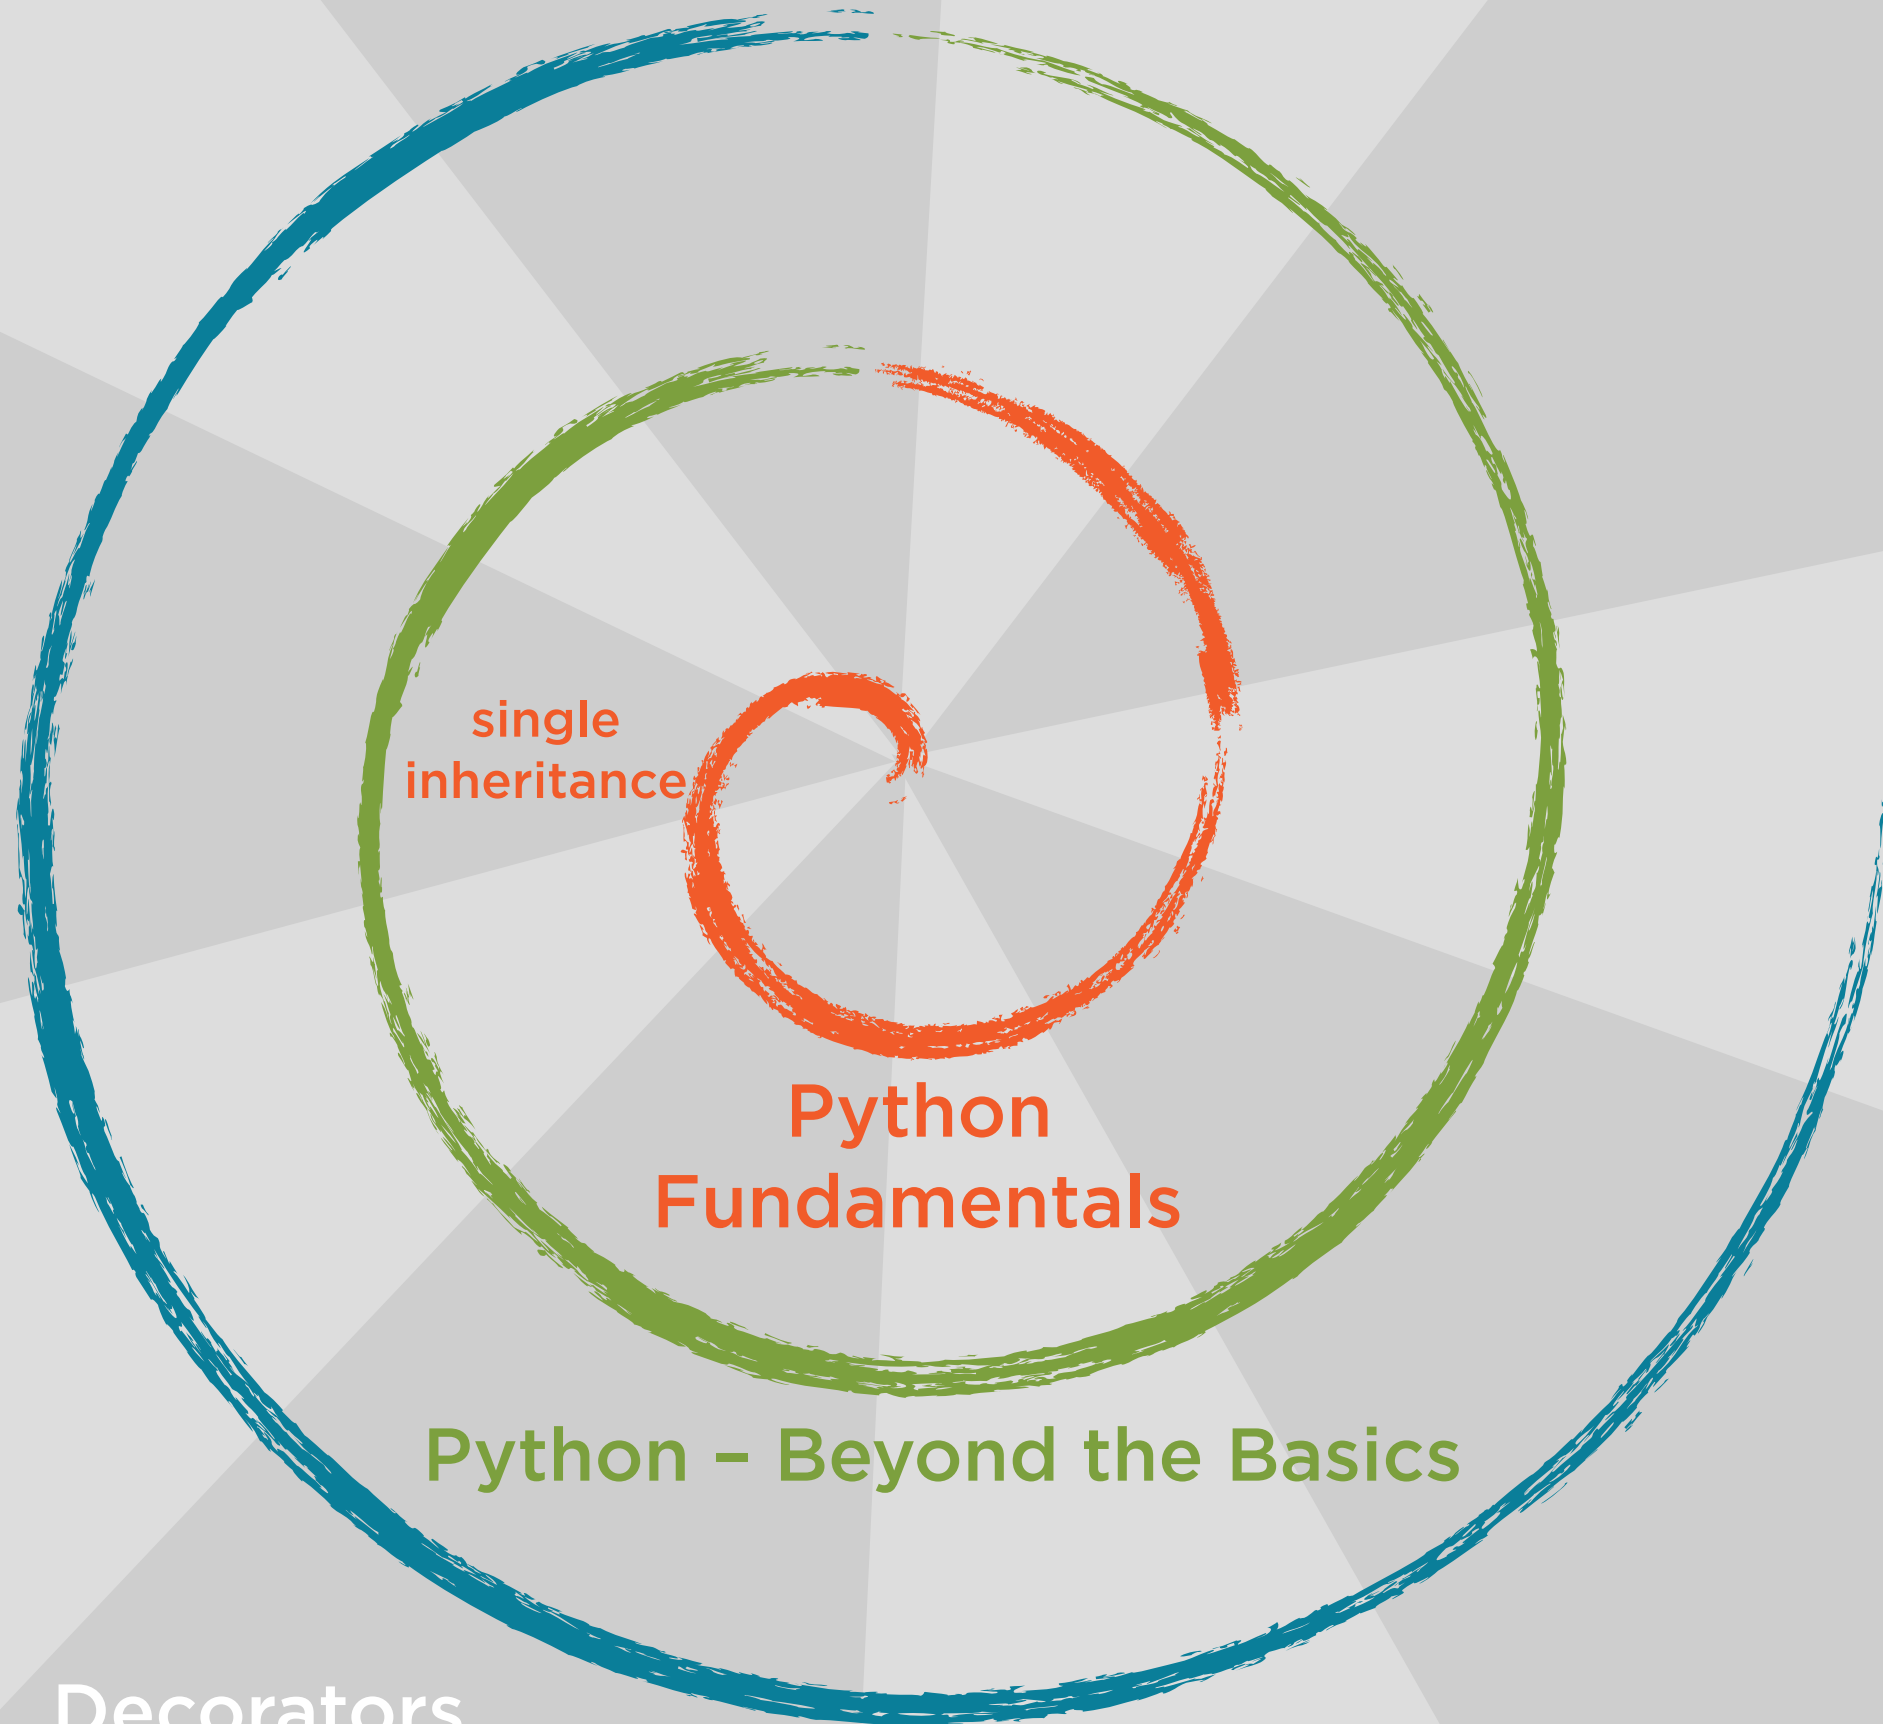 single
inheritance
Python
Fundamentals
Python – Beyond the Basics
Decorators